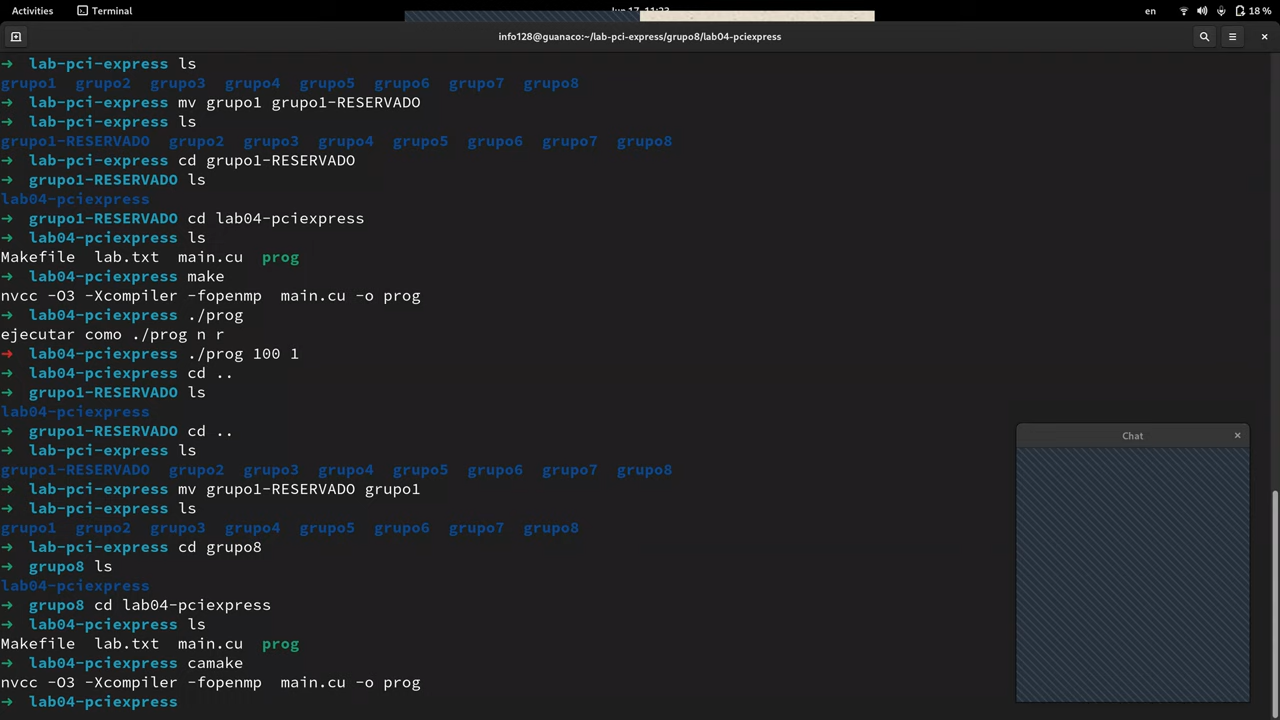 Activities Terminal en 18 %
info128@guanaco:~/lab-pci-express/grupo8/lab04-pciexpress
→ lab-pci-express ls
grupo1 grupo2 grupo3 grupo4 grupo5 grupo6 grupo7 grupo8
→ lab-pci-express mv grupo1 grupo1-RESERVADO
→ lab-pci-express ls
grupo1-RESERVADO grupo2 grupo3 grupo4 grupo5 grupo6 grupo7 grupo8
→ lab-pci-express cd grupo1-RESERVADO
→ grupo1-RESERVADO ls
lab04-pciexpress
→ grupo1-RESERVADO cd lab04-pciexpress
→ lab04-pciexpress ls
Makefile lab.txt main.cu prog
→ lab04-pciexpress make
nvcc -O3 -Xcompiler -fopenmp main.cu -o prog
→ lab04-pciexpress ./prog
ejecutar como ./prog n r
→ lab04-pciexpress ./prog 100 1
→ lab04-pciexpress cd ..
→ grupo1-RESERVADO ls
lab04-pciexpress
→ grupo1-RESERVADO cd ..
→ lab-pci-express ls
grupo1-RESERVADO grupo2 grupo3 grupo4 grupo5 grupo6 grupo7 grupo8
→ lab-pci-express mv grupo1-RESERVADO grupo1
→ lab-pci-express ls
grupo1 grupo2 grupo3 grupo4 grupo5 grupo6 grupo7 grupo8
→ lab-pci-express cd grupo8
→ grupo8 ls
lab04-pciexpress
→ grupo8 cd lab04-pciexpress
→ lab04-pciexpress ls
Makefile lab.txt main.cu prog
→ lab04-pciexpress camake
nvcc -O3 -Xcompiler -fopenmp main.cu -o prog
→ lab04-pciexpress
Chat